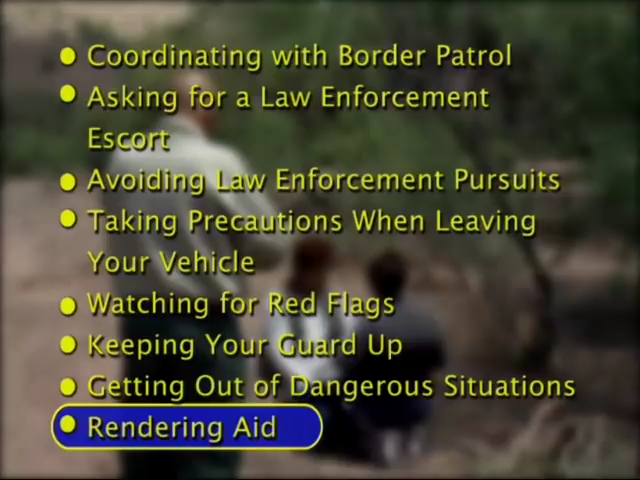 Coordinating with Border Patrol
Asking for a Law Enforcement
Escort
Avoiding Law Enforcement Pursuits
Taking Precautions When Leaving
Your Vehicle
Watching for Red Flags
Keeping Your Guard Up
Getting Out of Dangerous Situations
Rendering Aid